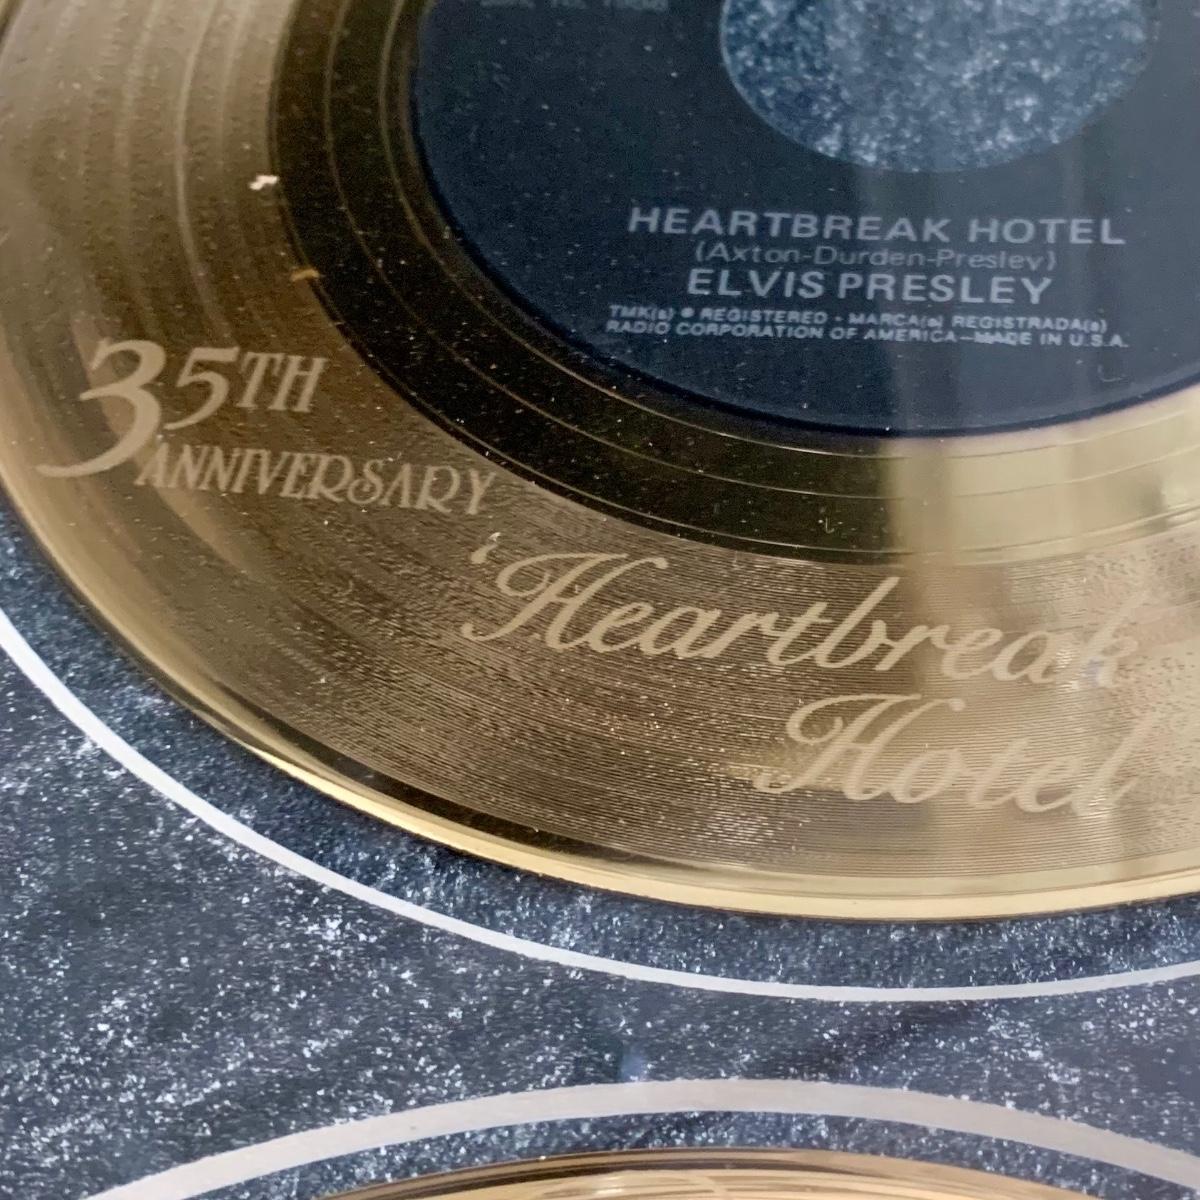 HEARTBREAK HOTEL
(Axton-Durden-Presley)
ELVIS PRESLEY
TMK(s) ® REGISTERED - MARCA(s) REGISTRADA(s)
RADIO CORPORATION OF AMERICA—MADE IN U.S.A.
35TH
ANNIVERSARY
'Heartbreak
Hotel'